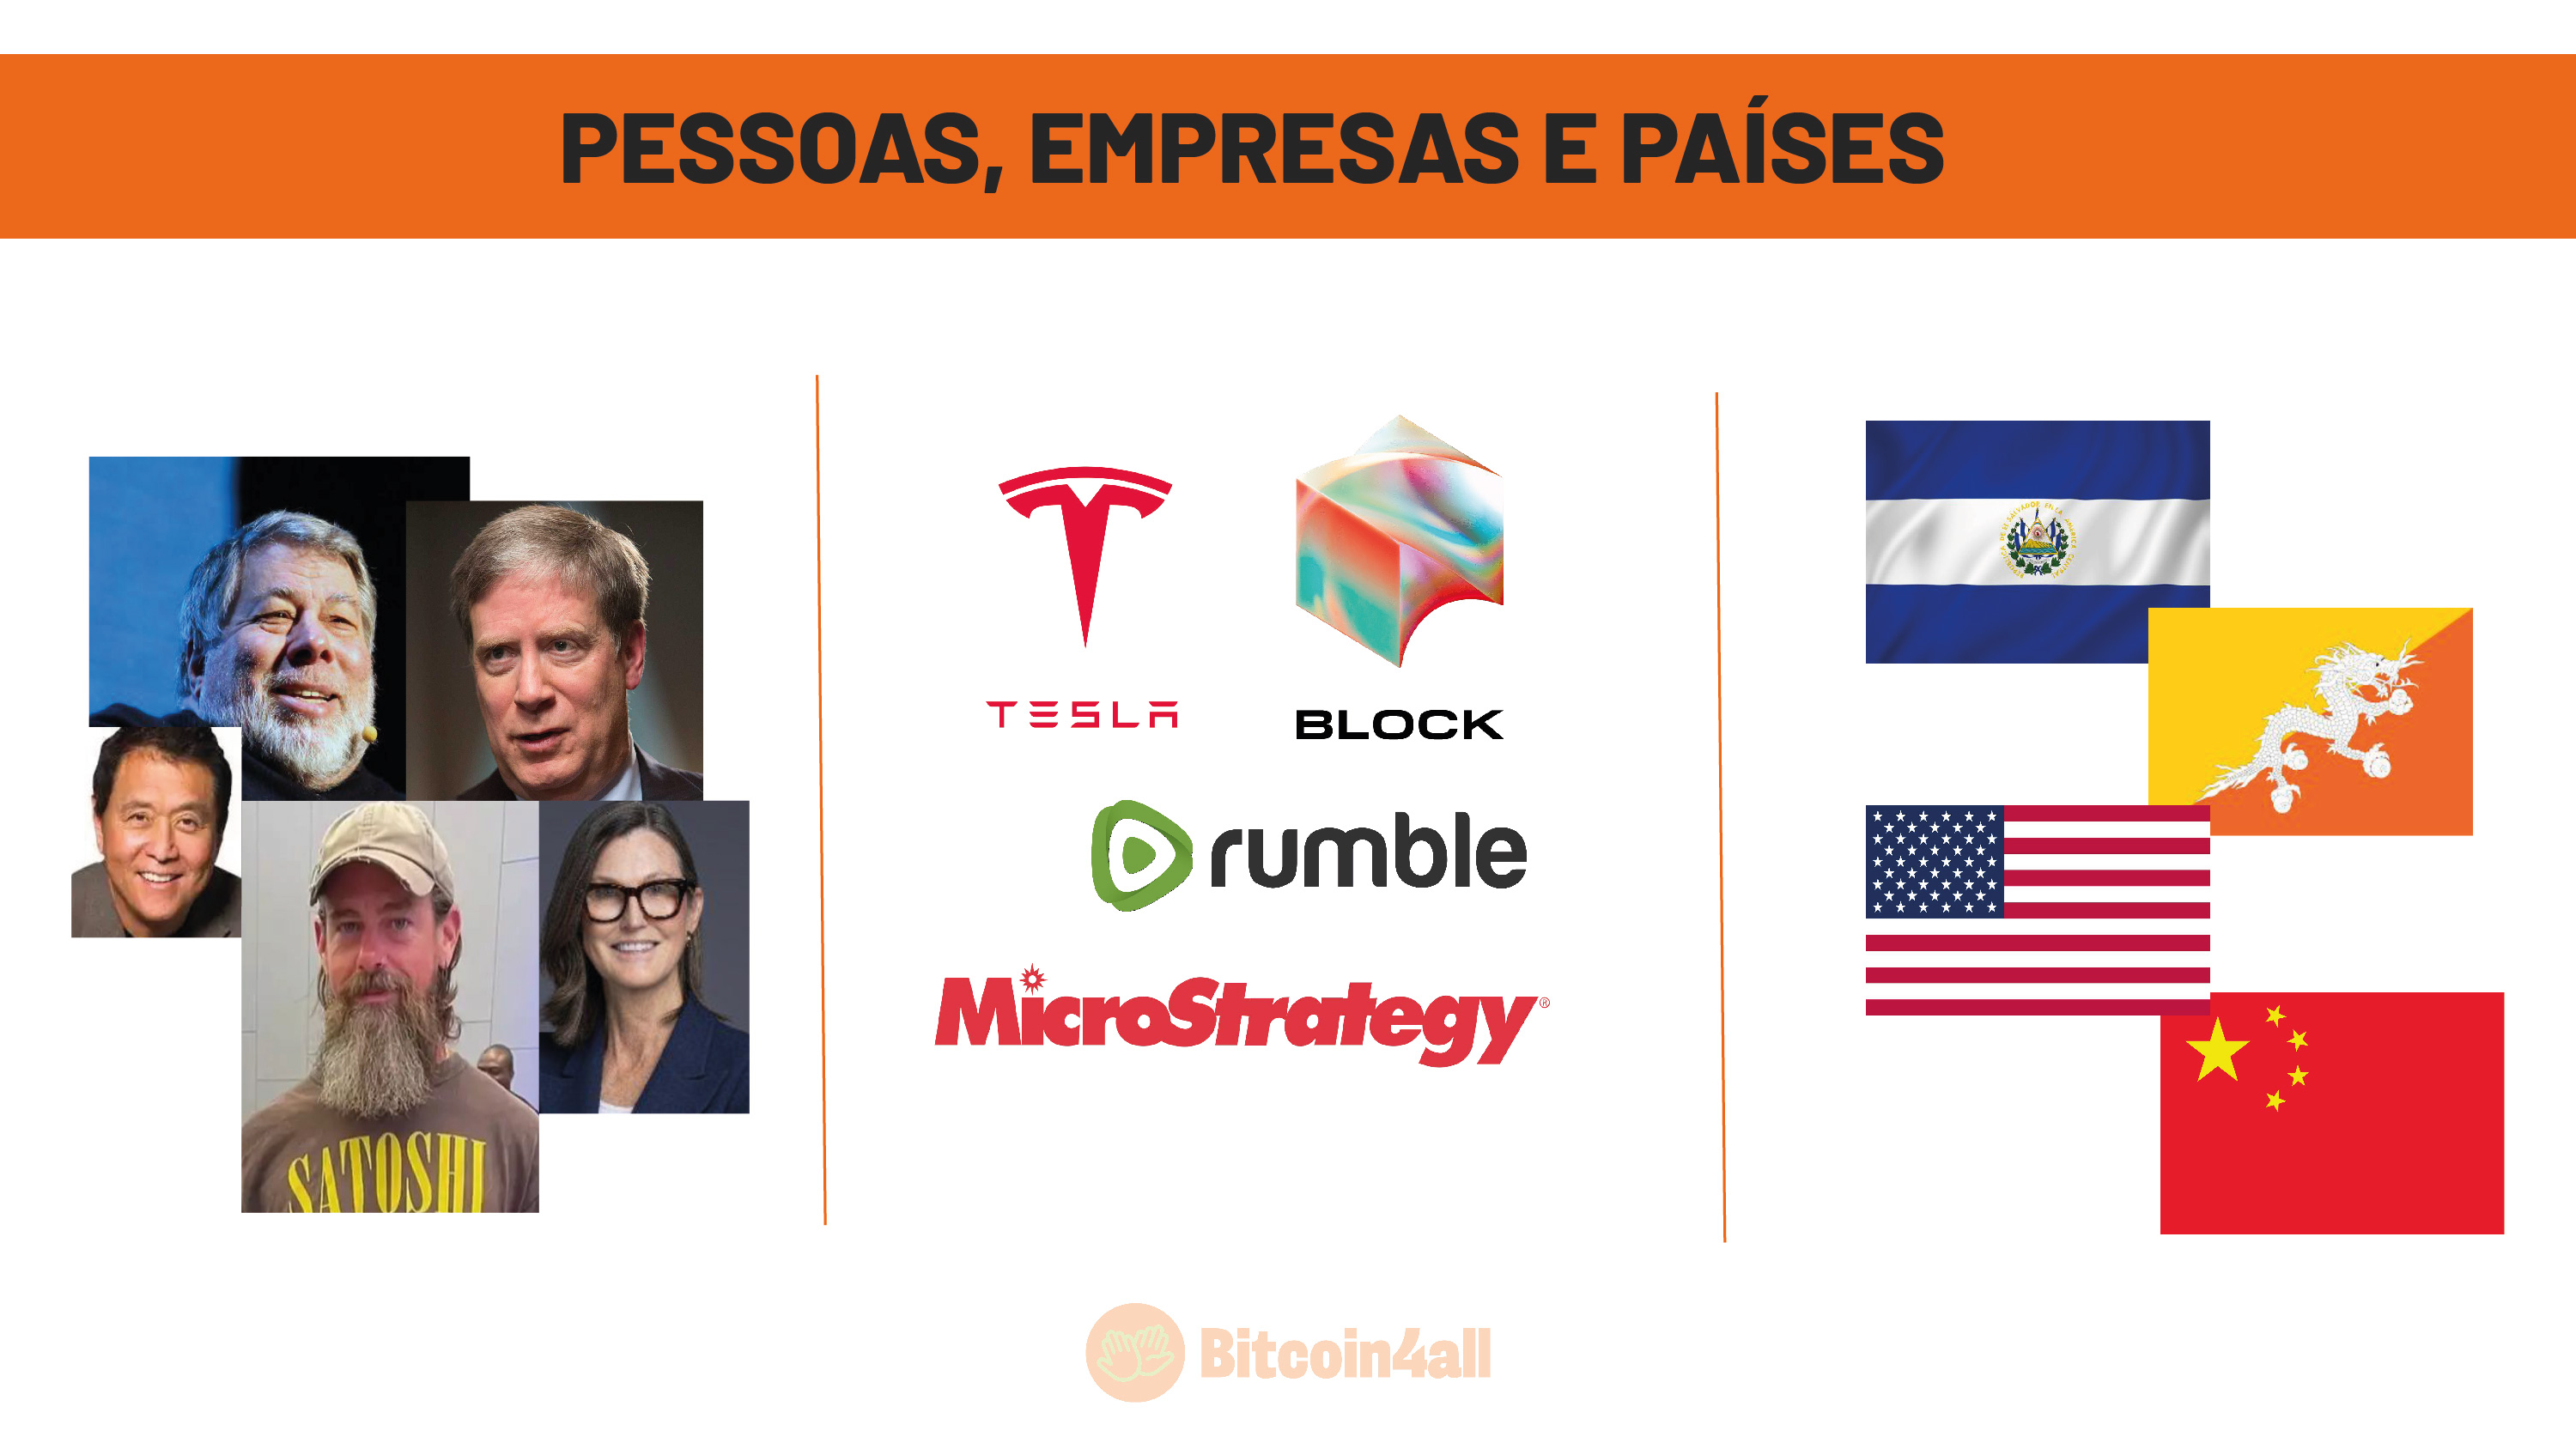 PESSOAS, EMPRESAS E PAÍSES
SATOSHI
TESLA
BLOCK
rumble
MicroStrategy®
Bitcoin4all